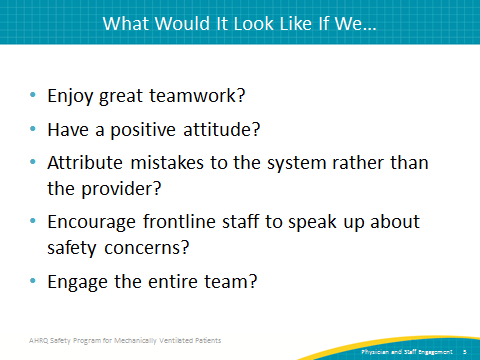 What Would It Look Like If We…
• Enjoy great teamwork?
• Have a positive attitude?
• Attribute mistakes to the system rather than
the provider?
• Encourage frontline staff to speak up about
safety concerns?
• Engage the entire team?
AHRQ Safety Program for Mechanically Ventilated Patients
Physician and Staff Engagement 5